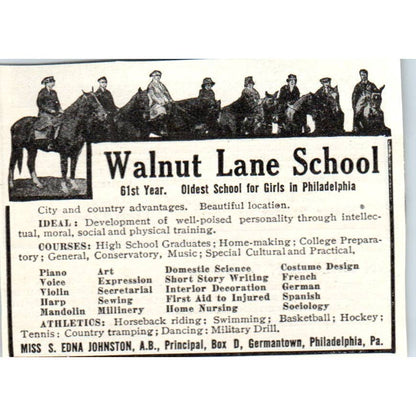 Walnut Lane School
61st Year. Oldest School for Girls in Philadelphia
City and country advantages. Beautiful location.
IDEAL: Development of well-poised personality through intellec-
tual, moral, social and physical training.
COURSES: High School Graduates; Home-making; College Prepara-
tory; General, Conservatory, Music; Special Cultural and Practical,
Piano Art Domestic Science Costume Design
Voice Expression Short Story Writing French
Violin Secretarial Interior Decoration German
Harp Sewing First Aid to Injured Spanish
Mandolin Millinery Home Nursing Sociology
ATHLETICS: Horseback riding; Swimming; Basketball; Hockey;
Tennis; Country tramping; Dancing; Military Drill.
MISS S. EDNA JOHNSTON, A.B., Principal, Box D, Germantown, Philadelphia, Pa.